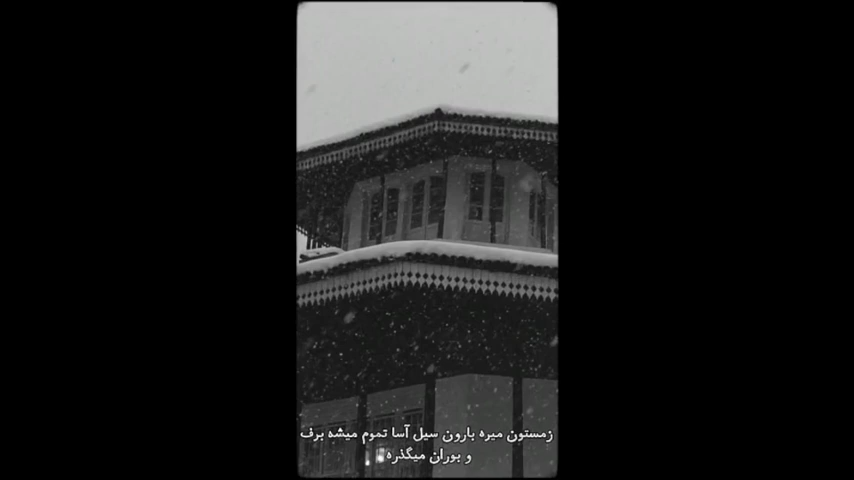 زمستون میره بارون سیل آسا تموم میشه برف
و بوران میگذره